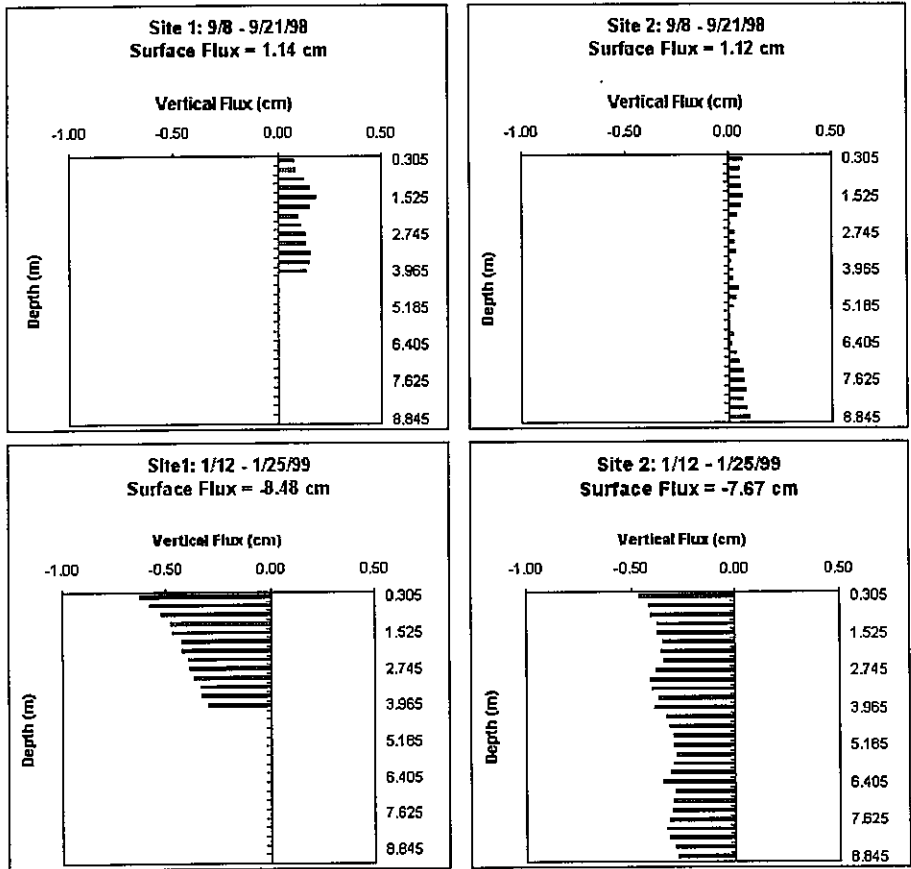 Site 1: 9/8 - 9/21/98
Surface Flux = 1.14 cm
Vertical Flux (cm)
-1.00 -0.50 0.00 0.50
0.305
1.525
2.745
3.965
5.185
6.405
7.625
8.845
Depth (m)
Site 2: 9/8 - 9/21/98
Surface Flux = 1.12 cm
Vertical Flux (cm)
-1.00 -0.50 0.00 0.50
0.305
1.525
2.745
3.965
5.185
6.405
7.625
8.845
Depth (m)
Site1: 1/12 - 1/25/99
Surface Flux = -8.48 cm
Vertical Flux (cm)
-1.00 -0.50 0.00 0.50
0.305
1.525
2.745
3.965
5.185
6.405
7.625
8.845
Depth (m)
Site 2: 1/12 - 1/25/99
Surface Flux = -7.67 cm
Vertical Flux (cm)
-1.00 -0.50 0.00 0.50
0.305
1.525
2.745
3.965
5.185
6.405
7.625
8.845
Depth (m)